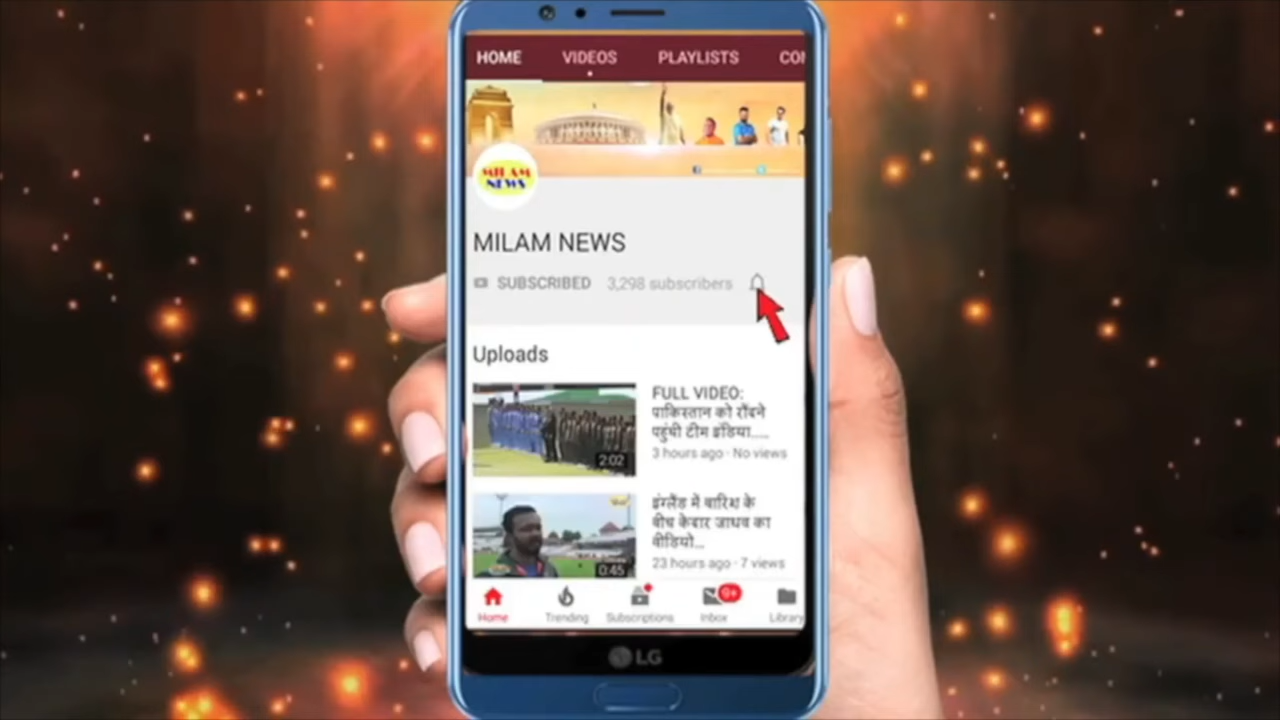 HOME VIDEOS PLAYLISTS CO
MILAM
NEWS
MILAM NEWS
SUBSCRIBED 3,298 subscribers
Uploads
FULL VIDEO:
पाकिस्तान को रौंदने
पहुंची टीम इंडिया.....
3 hours ago · No views
2:02
इंग्लैंड में बारिश के
बीच केदार जाधव का
वीडियो...
23 hours ago · 7 views
0:45
9+
Home Trending Subscriptions Inbox Library
LG